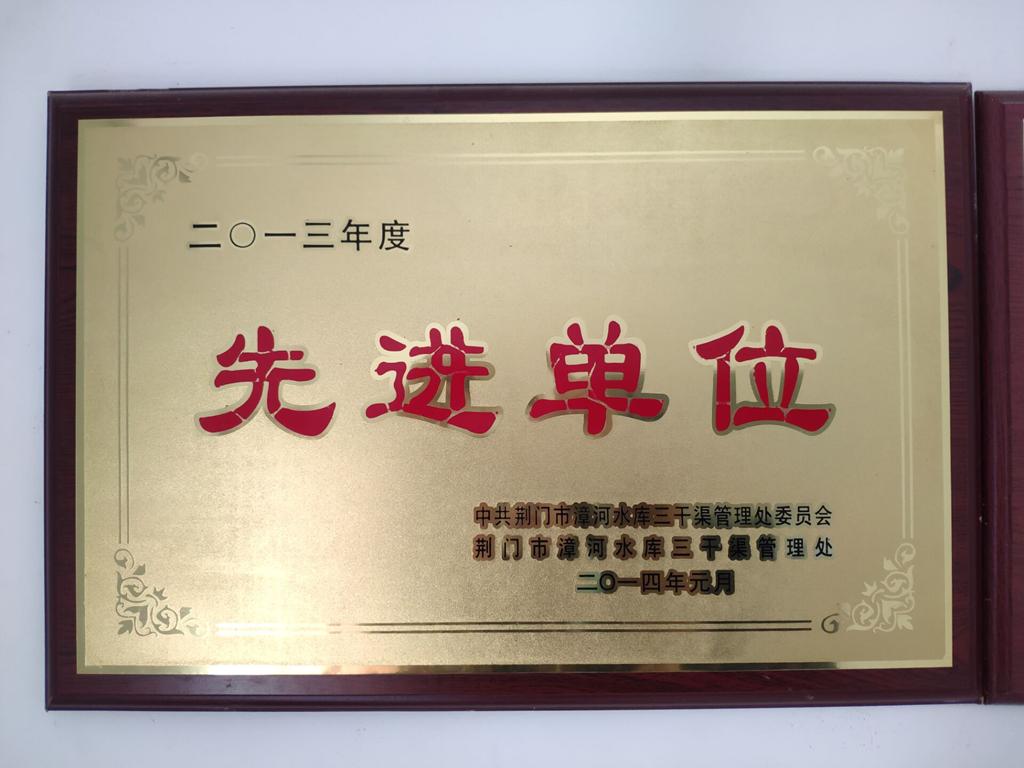 二〇一三年度
先进单位
中共荆门市漳河水库三干渠管理处委员会
荆门市漳河水库三干渠管理处
二〇一四年元月